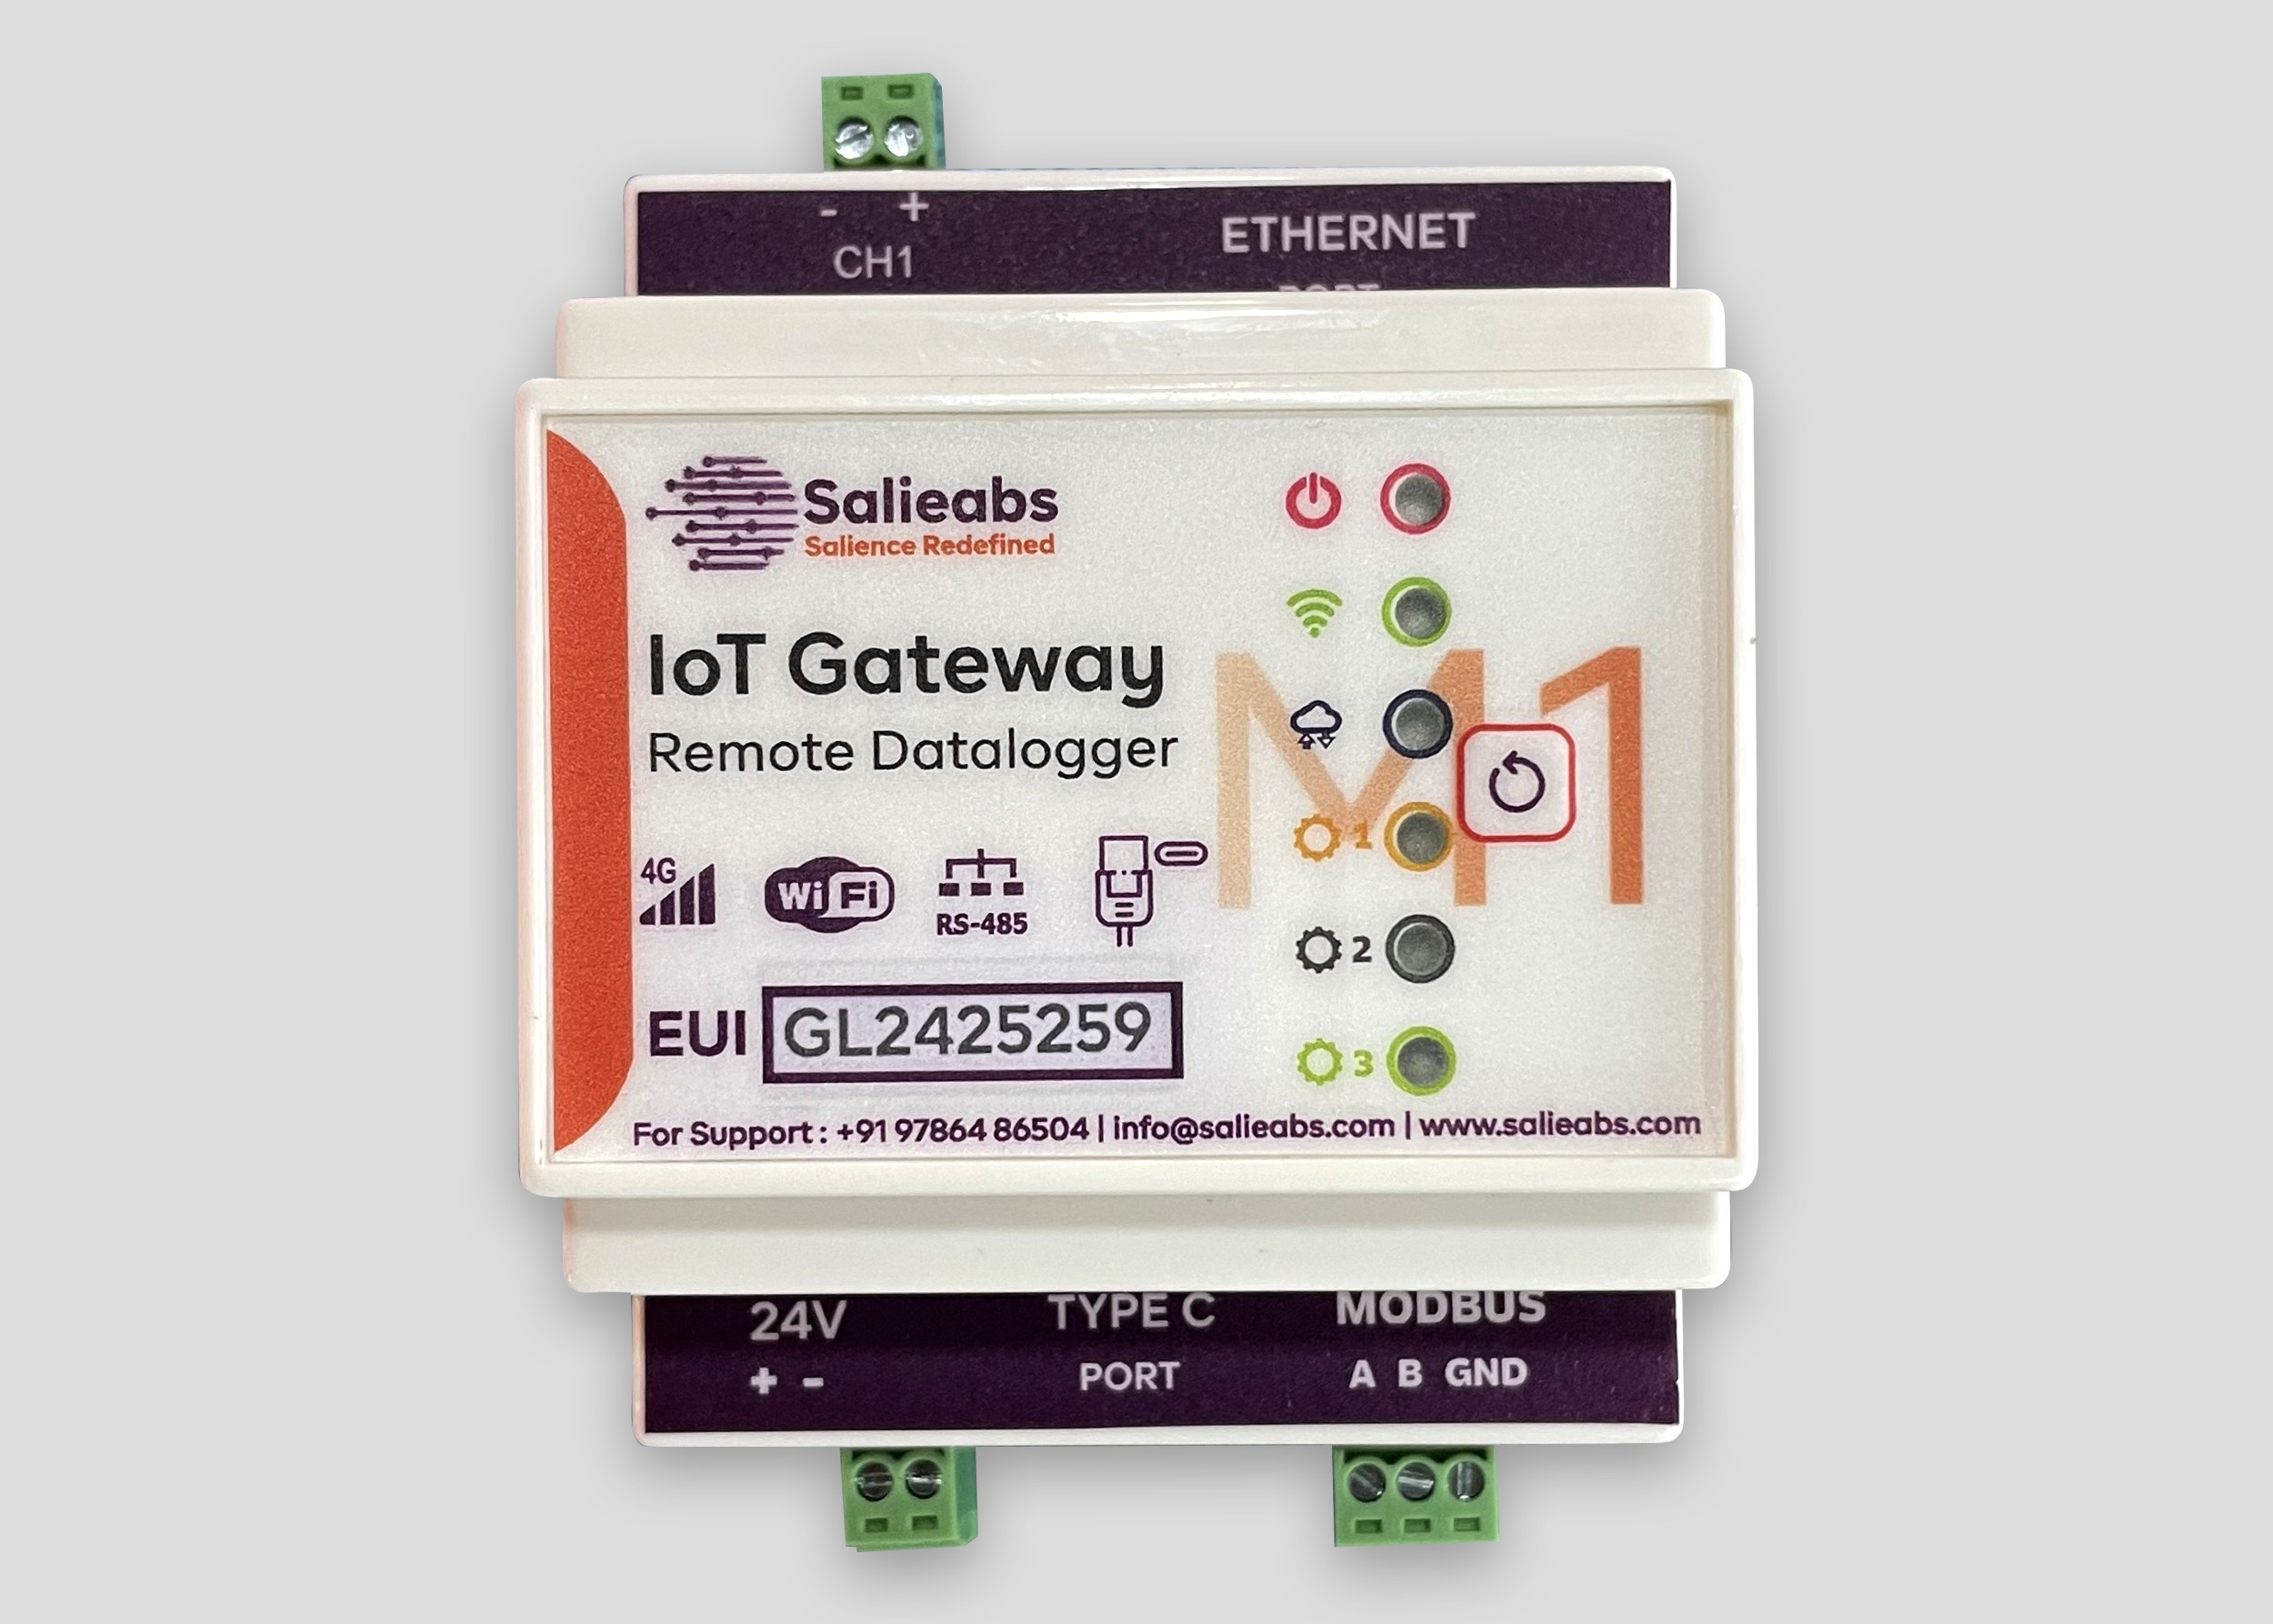 - +
CH1
ETHERNET
PORT
Salieabs
Salience Redefined
IoT Gateway
Remote Datalogger
M1
4G
WiFi
RS-485
1
2
3
EUI GL2425259
For Support : +91 97864 86504 | info@salieabs.com | www.salieabs.com
24V
+ -
TYPE C
PORT
MODBUS
A B GND